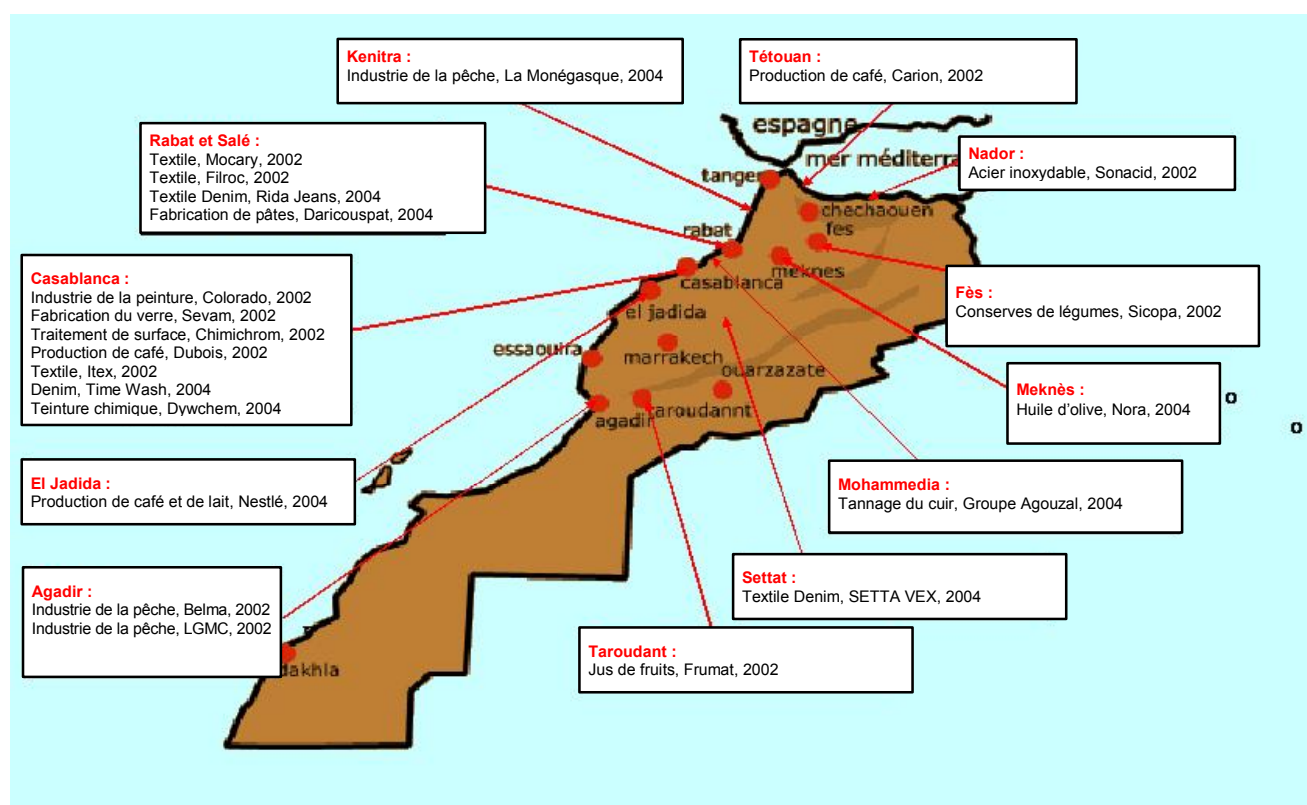 Kenitra :
Industrie de la pêche, La Monégasque, 2004
Tétouan :
Production de café, Carion, 2002
Rabat et Salé :
Textile, Mocary, 2002
Textile, Filroc, 2002
Textile Denim, Rida Jeans, 2004
Fabrication de pâtes, Daricouspat, 2004
Nador :
Acier inoxydable, Sonacid, 2002
Casablanca :
Industrie de la peinture, Colorado, 2002
Fabrication du verre, Sevam, 2002
Traitement de surface, Chimichrom, 2002
Production de café, Dubois, 2002
Textile, Itex, 2002
Denim, Time Wash, 2004
Teinture chimique, Dywchem, 2004
Fès :
Conserves de légumes, Sicopa, 2002
Meknès :
Huile d’olive, Nora, 2004
El Jadida :
Production de café et de lait, Nestlé, 2004
Mohammedia :
Tannage du cuir, Groupe Agouzal, 2004
Agadir :
Industrie de la pêche, Belma, 2002
Industrie de la pêche, LGMC, 2002
Settat :
Textile Denim, SETTA VEX, 2004
Taroudant :
Jus de fruits, Frumat, 2002
espagne
mer méditerra
tanger
chechaouen
fes
rabat
meknes
casablanca
el jadida
essaouira
marrakech
ouarzazate
agadir
taroudannt
dakhla
o
o